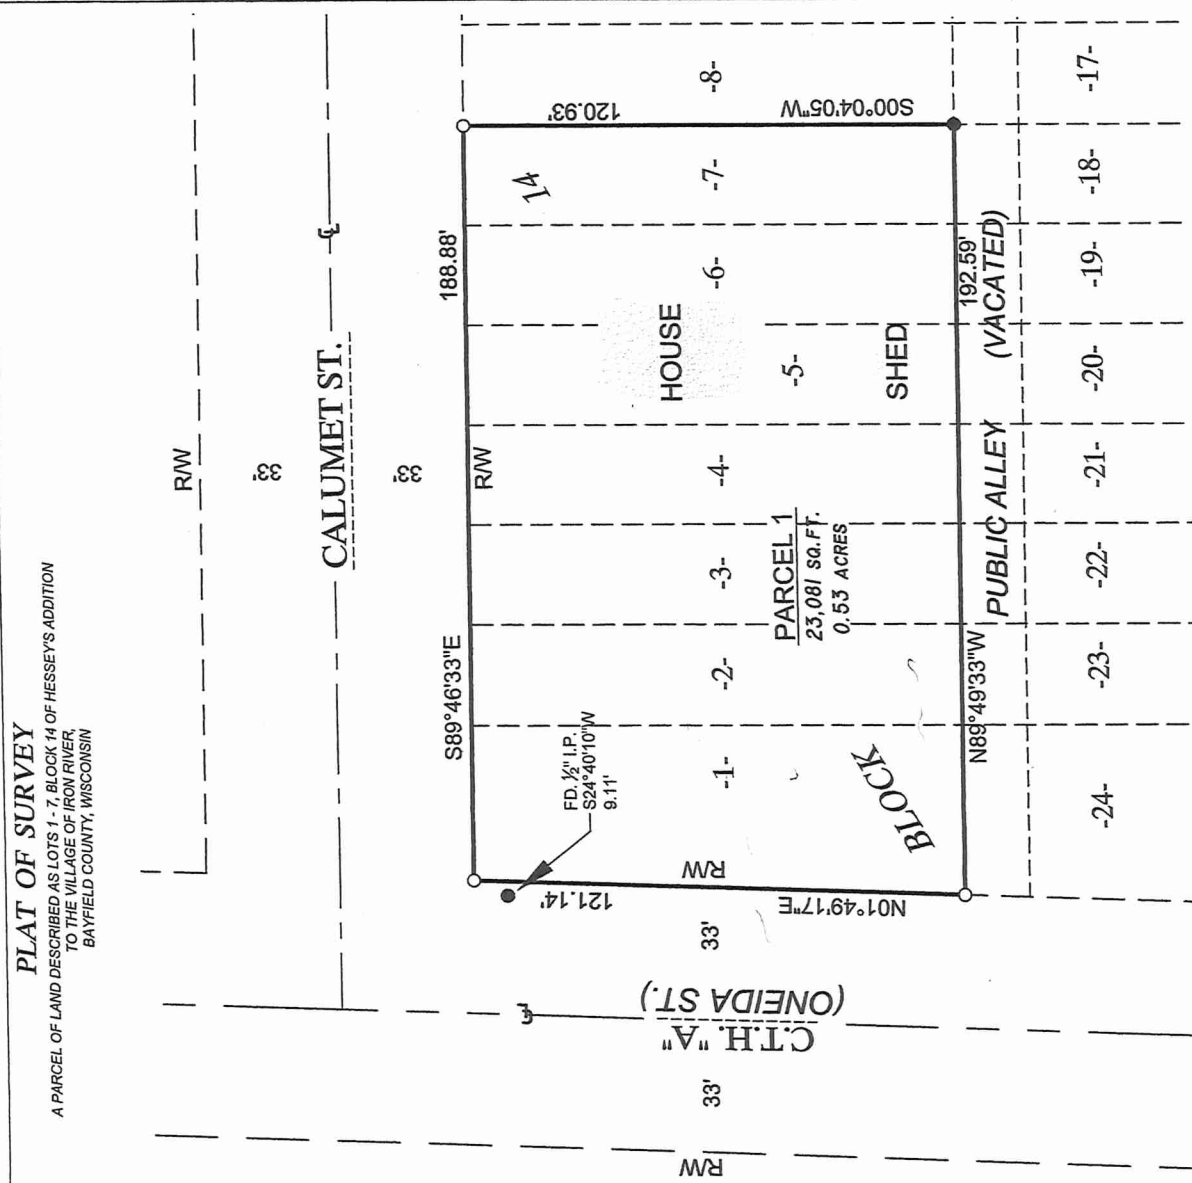 PLAT OF SURVEY
A PARCEL OF LAND DESCRIBED AS LOTS 1 - 7, BLOCK 14 OF HESSEY'S ADDITION
TO THE VILLAGE OF IRON RIVER,
BAYFIELD COUNTY, WISCONSIN
R/W
33'
CALUMET ST.
℄
33'
S89°46'33"E
188.88'
R/W
FD. ½" I.P.
S24°40'10"W
9.11'
120.93'
S00°04'05"W
14
-1-
-2-
-3-
-4-
-5-
-6-
-7-
-8-
HOUSE
SHED
PARCEL 1
23,081 SQ.FT.
0.53 ACRES
BLOCK
R/W
121.14'
N01°49'17"E
N89°49'33"W
192.59'
PUBLIC ALLEY (VACATED)
-24-
-23-
-22-
-21-
-20-
-19-
-18-
-17-
33'
℄
C.T.H. "A"
(ONEIDA ST.)
33'
R/W